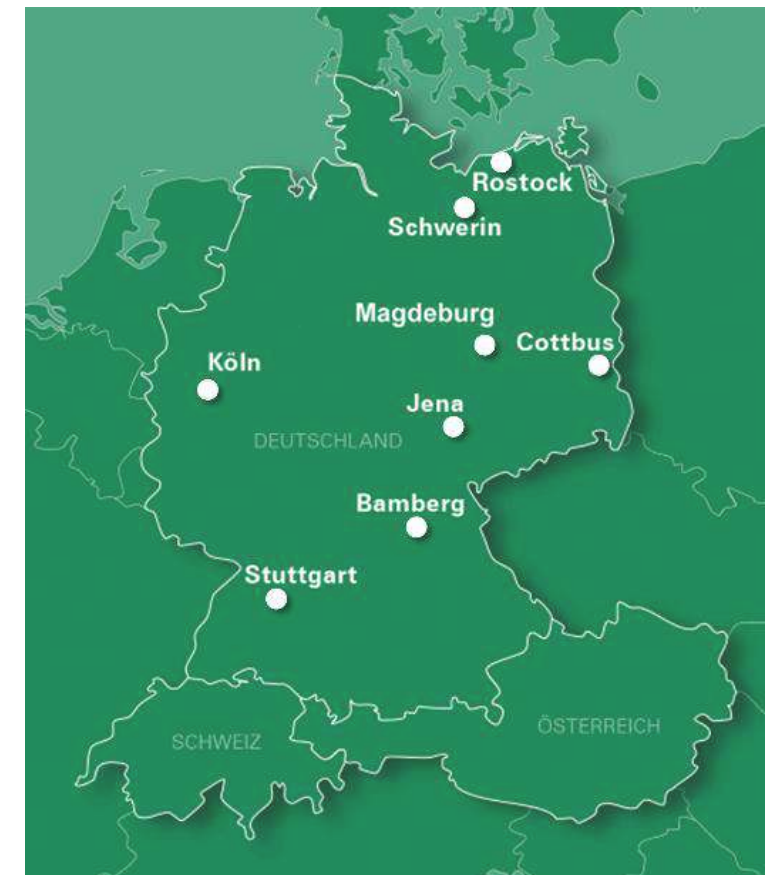 Rostock
Schwerin
Magdeburg
Cottbus
Köln
Jena
DEUTSCHLAND
Bamberg
Stuttgart
ÖSTERREICH
SCHWEIZ